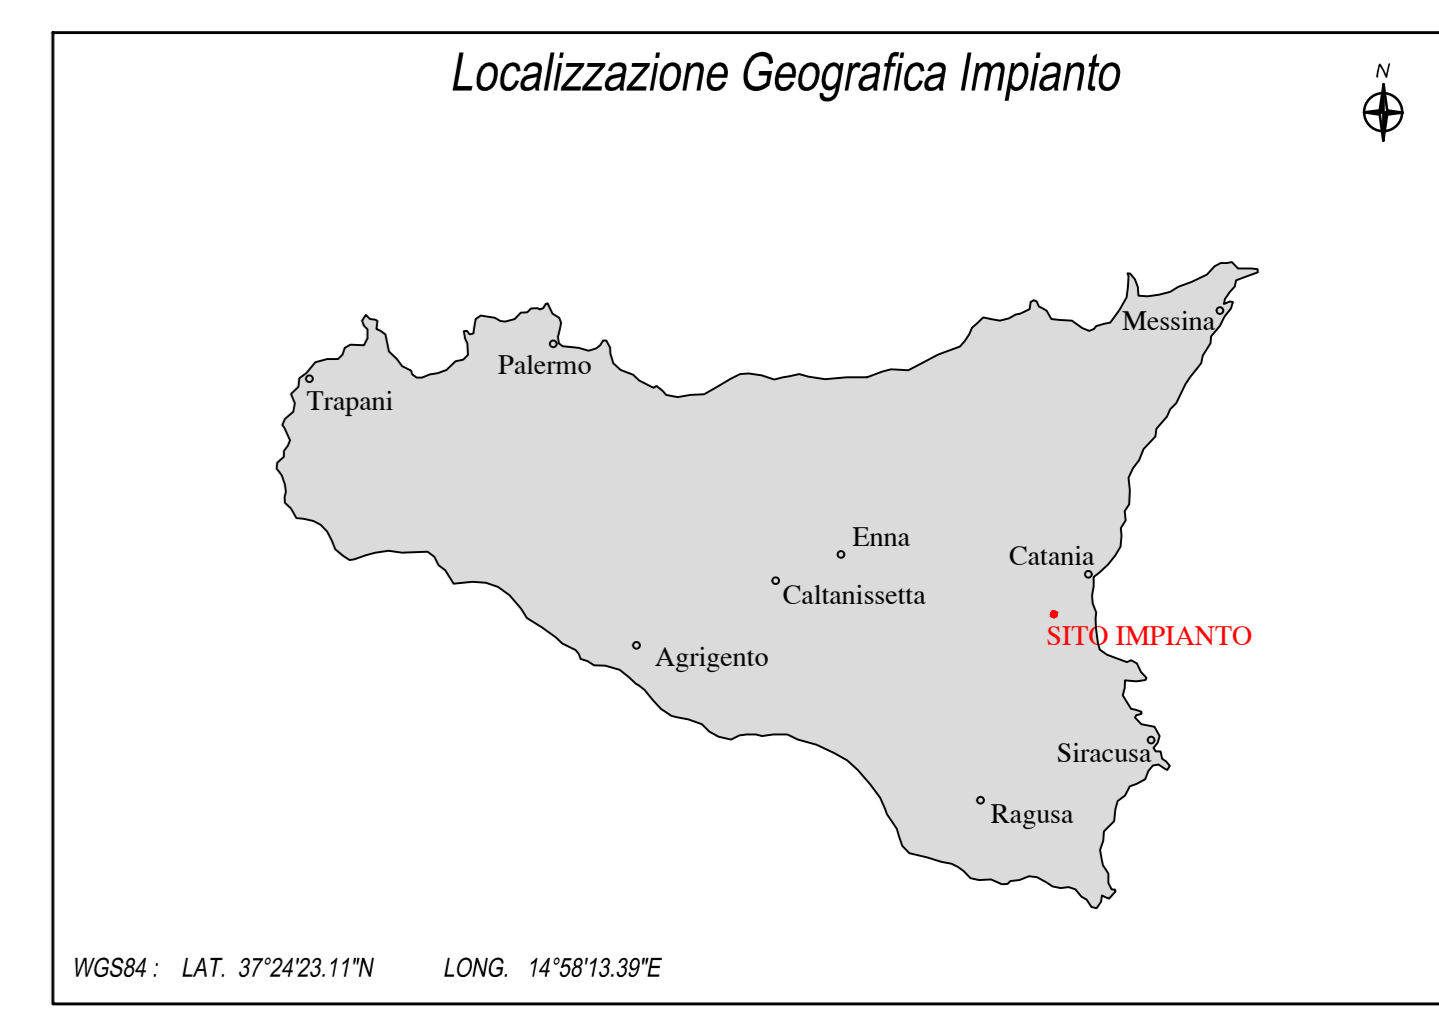 Localizzazione Geografica Impianto
N
Messina
Palermo
Trapani
Enna
Catania
Caltanissetta
SITO IMPIANTO
Agrigento
Siracusa
Ragusa
WGS84 : LAT. 37°24'23.11"N LONG. 14°58'13.39"E